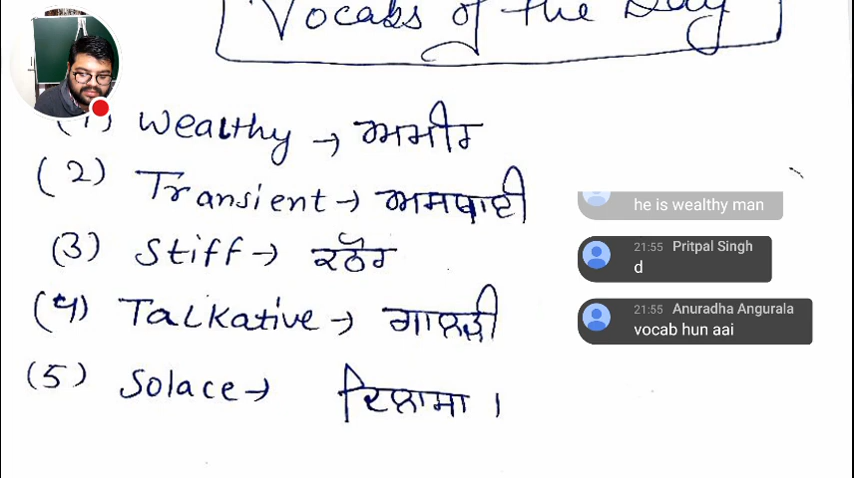 Vocabs of the Day
(1) Wealthy → ਅਮੀਰ
(2) Transient → ਅਸਥਾਈ
(3) Stiff → ਕਠੋਰ
(4) Talkative → ਗਾਲੜੀ
(5) Solace → ਦਿਲਾਸਾ ।
he is wealthy man
21:55 Pritpal Singh
d
21:55 Anuradha Angurala
vocab hun aai